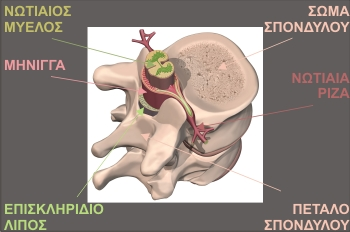 ΝΩΤΙΑΙΟΣ
ΜΥΕΛΟΣ
ΜΗΝΙΓΓΑ
ΕΠΙΣΚΛΗΡΙΔΙΟ
ΛΙΠΟΣ
ΣΩΜΑ
ΣΠΟΝΔΥΛΟΥ
ΝΩΤΙΑΙΑ
ΡΙΖΑ
ΠΕΤΑΛΟ
ΣΠΟΝΔΥΛΟΥ